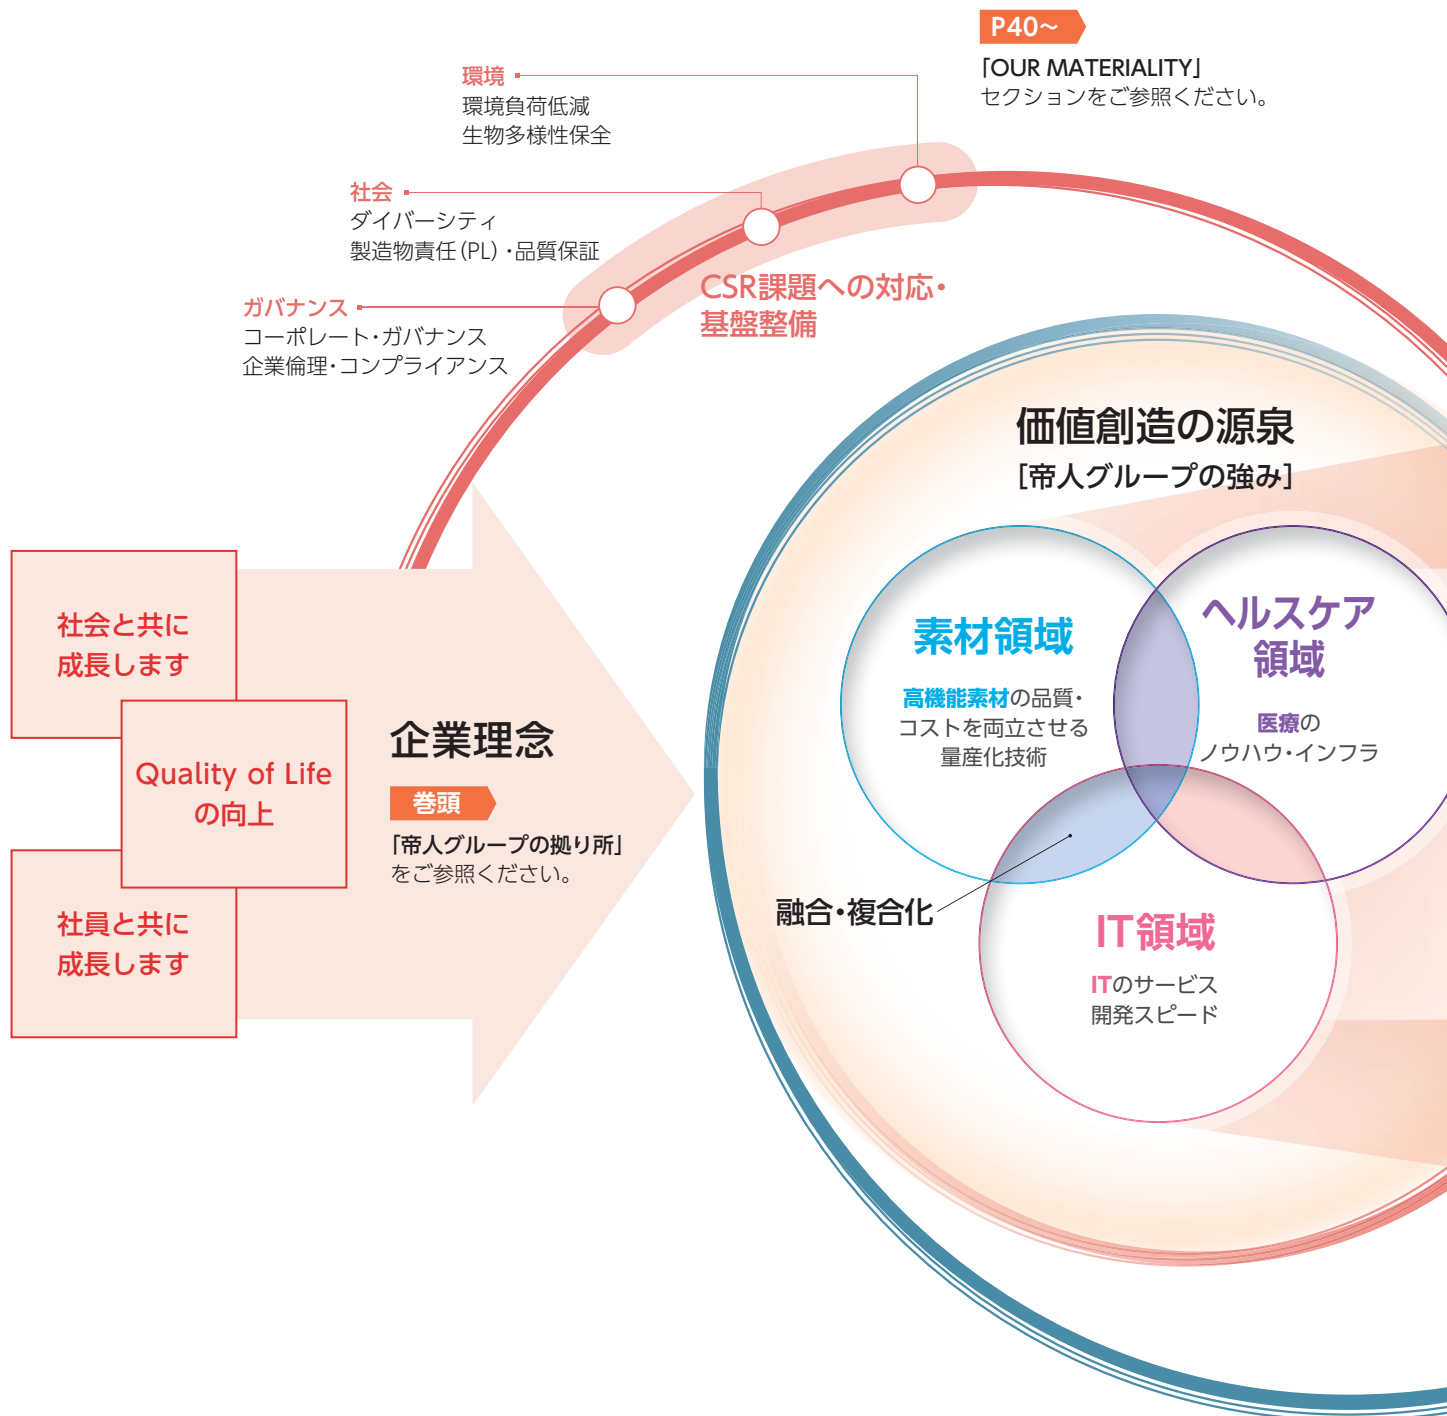 P40～
「OUR MATERIALITY」
セクションをご参照ください。
環境
環境負荷低減
生物多様性保全
社会
ダイバーシティ
製造物責任(PL)・品質保証
ガバナンス
コーポレート・ガバナンス
企業倫理・コンプライアンス
CSR課題への対応・
基盤整備
社会と共に
成長します
Quality of Life
の向上
社員と共に
成長します
企業理念
巻頭
「帝人グループの拠り所」
をご参照ください。
価値創造の源泉
[帝人グループの強み]
素材領域
高機能素材の品質・
コストを両立させる
量産化技術
ヘルスケア
領域
医療の
ノウハウ・インフラ
融合・複合化
IT領域
ITのサービス
開発スピード